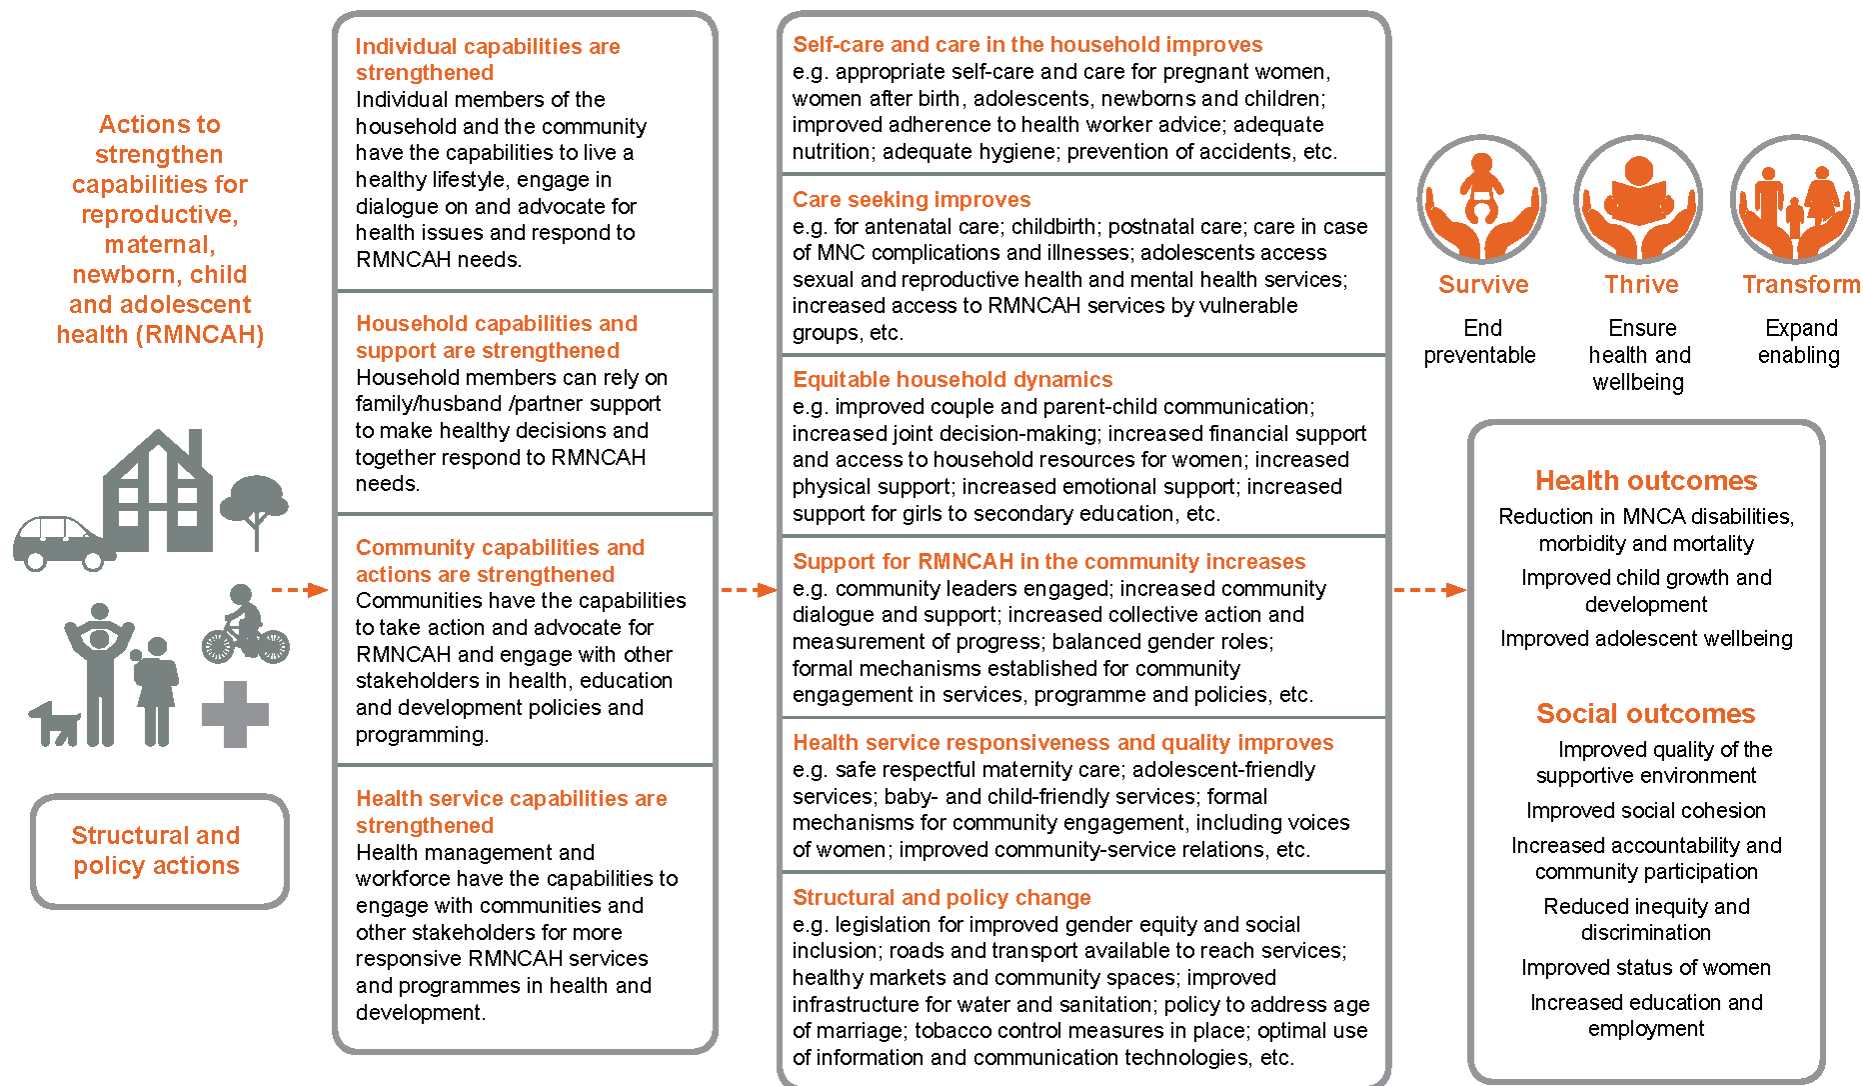 Actions to
strengthen
capabilities for
reproductive,
maternal,
newborn, child
and adolescent
health (RMNCAH)
Structural and
policy actions
Individual capabilities are
strengthened
Individual members of the
household and the community
have the capabilities to live a
healthy lifestyle, engage in
dialogue on and advocate for
health issues and respond to
RMNCAH needs.
Household capabilities and
support are strengthened
Household members can rely on
family/husband /partner support
to make healthy decisions and
together respond to RMNCAH
needs.
Community capabilities and
actions are strengthened
Communities have the capabilities
to take action and advocate for
RMNCAH and engage with other
stakeholders in health, education
and development policies and
programming.
Health service capabilities are
strengthened
Health management and
workforce have the capabilities to
engage with communities and
other stakeholders for more
responsive RMNCAH services
and programmes in health and
development.
Self-care and care in the household improves
e.g. appropriate self-care and care for pregnant women,
women after birth, adolescents, newborns and children;
improved adherence to health worker advice; adequate
nutrition; adequate hygiene; prevention of accidents, etc.
Care seeking improves
e.g. for antenatal care; childbirth; postnatal care; care in case
of MNC complications and illnesses; adolescents access
sexual and reproductive health and mental health services;
increased access to RMNCAH services by vulnerable
groups, etc.
Equitable household dynamics
e.g. improved couple and parent-child communication;
increased joint decision-making; increased financial support
and access to household resources for women; increased
physical support; increased emotional support; increased
support for girls to secondary education, etc.
Support for RMNCAH in the community increases
e.g. community leaders engaged; increased community
dialogue and support; increased collective action and
measurement of progress; balanced gender roles;
formal mechanisms established for community
engagement in services, programme and policies, etc.
Health service responsiveness and quality improves
e.g. safe respectful maternity care; adolescent-friendly
services; baby- and child-friendly services; formal
mechanisms for community engagement, including voices
of women; improved community-service relations, etc.
Structural and policy change
e.g. legislation for improved gender equity and social
inclusion; roads and transport available to reach services;
healthy markets and community spaces; improved
infrastructure for water and sanitation; policy to address age
of marriage; tobacco control measures in place; optimal use
of information and communication technologies, etc.
Survive
End
preventable
Thrive
Ensure
health and
wellbeing
Transform
Expand
enabling
Health outcomes
Reduction in MNCA disabilities,
morbidity and mortality
Improved child growth and
development
Improved adolescent wellbeing
Social outcomes
Improved quality of the
supportive environment
Improved social cohesion
Increased accountability and
community participation
Reduced inequity and
discrimination
Improved status of women
Increased education and
employment